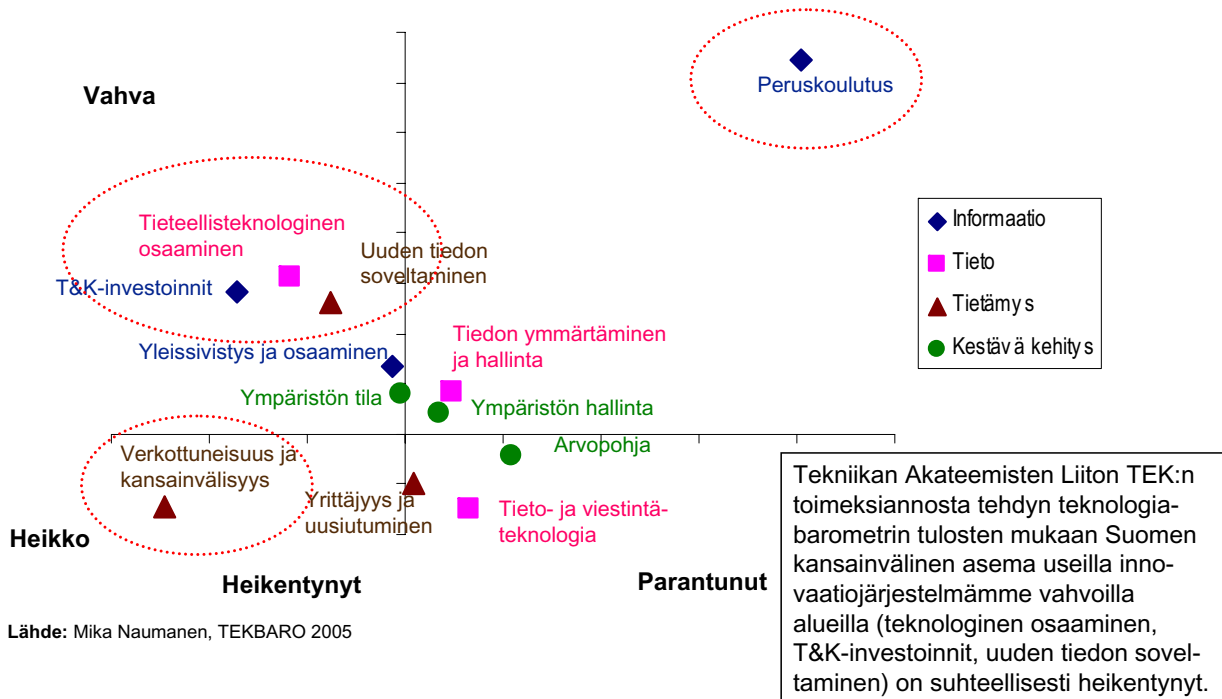 Vahva
Peruskoulutus
Tieteellisteknologinen
osaaminen
Uuden tiedon
soveltaminen
T&K-investoinnit
Informaatio
Tieto
Tietämys
Kestävä kehitys
Yleissivistys ja osaaminen
Tiedon ymmärtäminen
ja hallinta
Ympäristön tila
Ympäristön hallinta
Arvopohja
Verkottuneisuus ja
kansainvälisyys
Yrittäjyys ja
uusiutuminen
Tieto- ja viestintä-
teknologia
Heikko
Heikentynyt
Parantunut
Lähde: Mika Naumanen, TEKBARO 2005
Tekniikan Akateemisten Liiton TEK:n
toimeksiannosta tehdyn teknologia-
barometrin tulosten mukaan Suomen
kansainvälinen asema useilla inno-
vaatiojärjestelmämme vahvoilla
alueilla (teknologinen osaaminen,
T&K-investoinnit, uuden tiedon sovel-
taminen) on suhteellisesti heikentynyt.